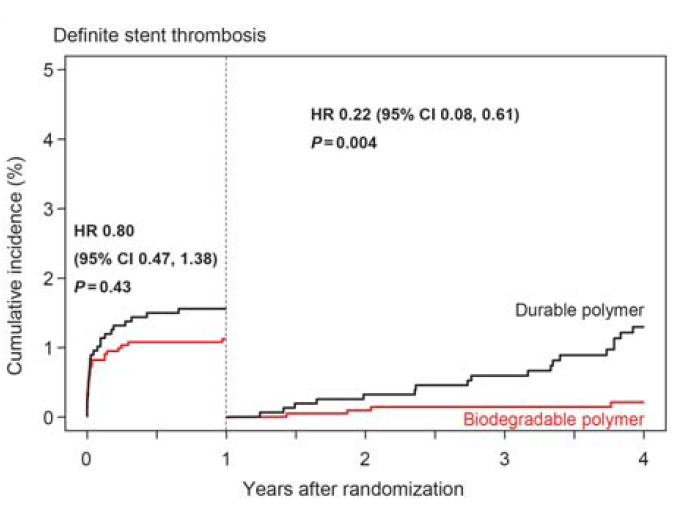 Definite stent thrombosis
Cumulative incidence (%)
5
4
3
2
1
0
HR 0.80
(95% CI 0.47, 1.38)
P=0.43
HR 0.22 (95% CI 0.08, 0.61)
P=0.004
Durable polymer
Biodegradable polymer
0 1 2 3 4
Years after randomization